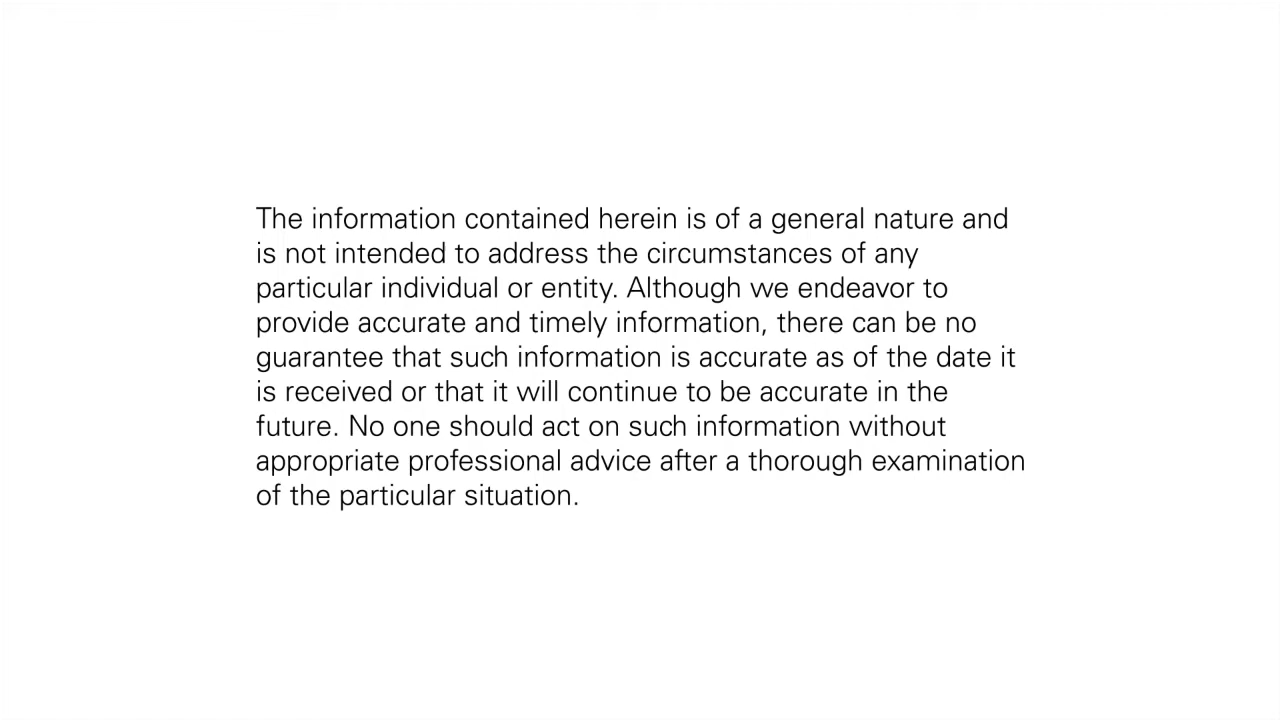 The information contained herein is of a general nature and
is not intended to address the circumstances of any
particular individual or entity. Although we endeavor to
provide accurate and timely information, there can be no
guarantee that such information is accurate as of the date it
is received or that it will continue to be accurate in the
future. No one should act on such information without
appropriate professional advice after a thorough examination
of the particular situation.